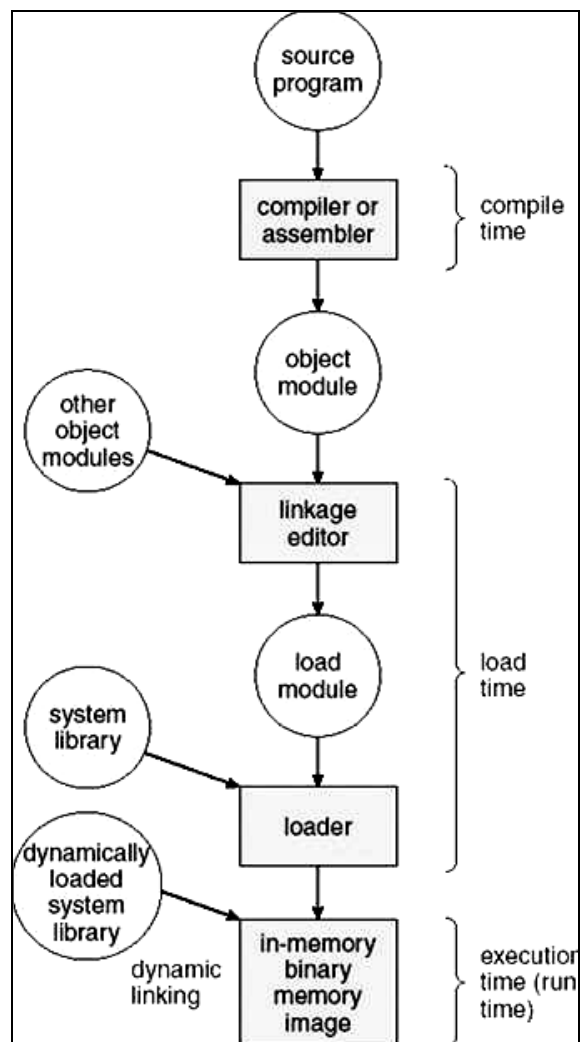 source
program
compiler or
assembler
compile
time
object
module
other
object
modules
linkage
editor
load
module
load
time
system
library
loader
dynamically
loaded
system
library
dynamic
linking
in-memory
binary
memory
image
execution
time (run
time)